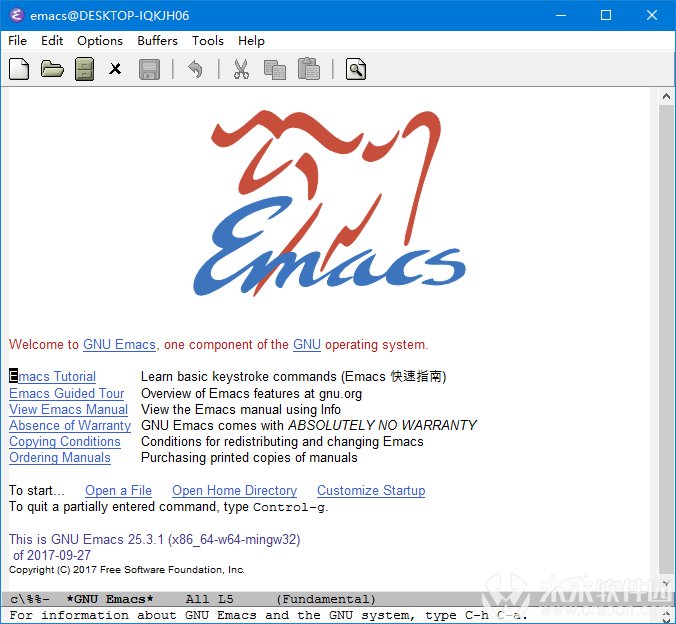 emacs@DESKTOP-IQKJH06
File Edit Options Buffers Tools Help
Emacs
Welcome to GNU Emacs, one component of the GNU operating system.
Emacs Tutorial Learn basic keystroke commands (Emacs 快速指南)
Emacs Guided Tour Overview of Emacs features at gnu.org
View Emacs Manual View the Emacs manual using Info
Absence of Warranty GNU Emacs comes with ABSOLUTELY NO WARRANTY
Copying Conditions Conditions for redistributing and changing Emacs
Ordering Manuals Purchasing printed copies of manuals
To start... Open a File Open Home Directory Customize Startup
To quit a partially entered command, type Control-g.
This is GNU Emacs 25.3.1 (x86_64-w64-mingw32)
of 2017-09-27
Copyright (C) 2017 Free Software Foundation, Inc.
c\%%- *GNU Emacs* All L5 (Fundamental)
For information about GNU Emacs and the GNU system, type C-h C-a.